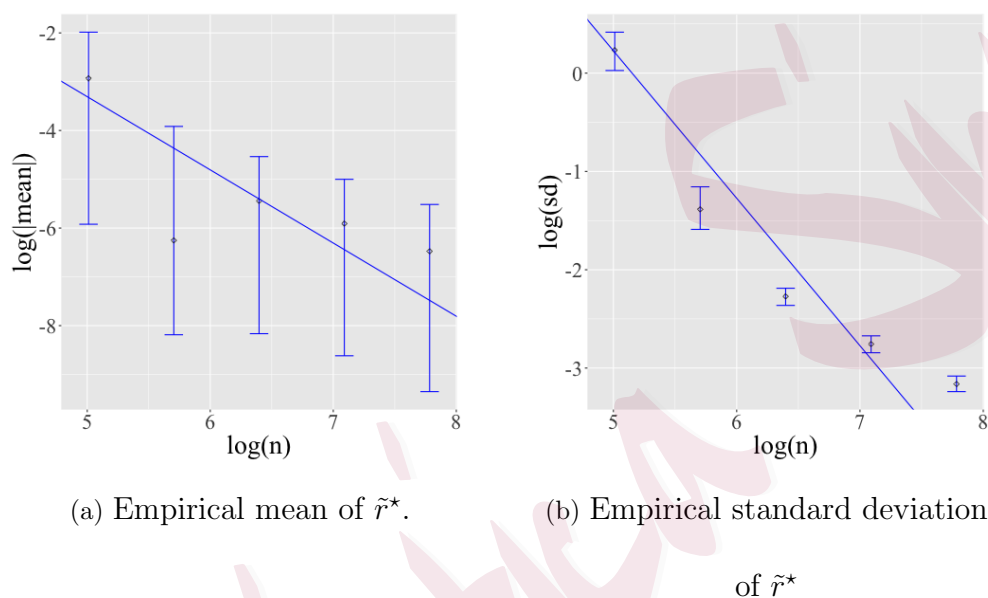 -2
-4
-6
-8
log(|mean|)
5 6 7 8
log(n)
0
-1
-2
-3
log(sd)
5 6 7 8
log(n)
(a) Empirical mean of r̃⋆.
(b) Empirical standard deviation
of r̃⋆